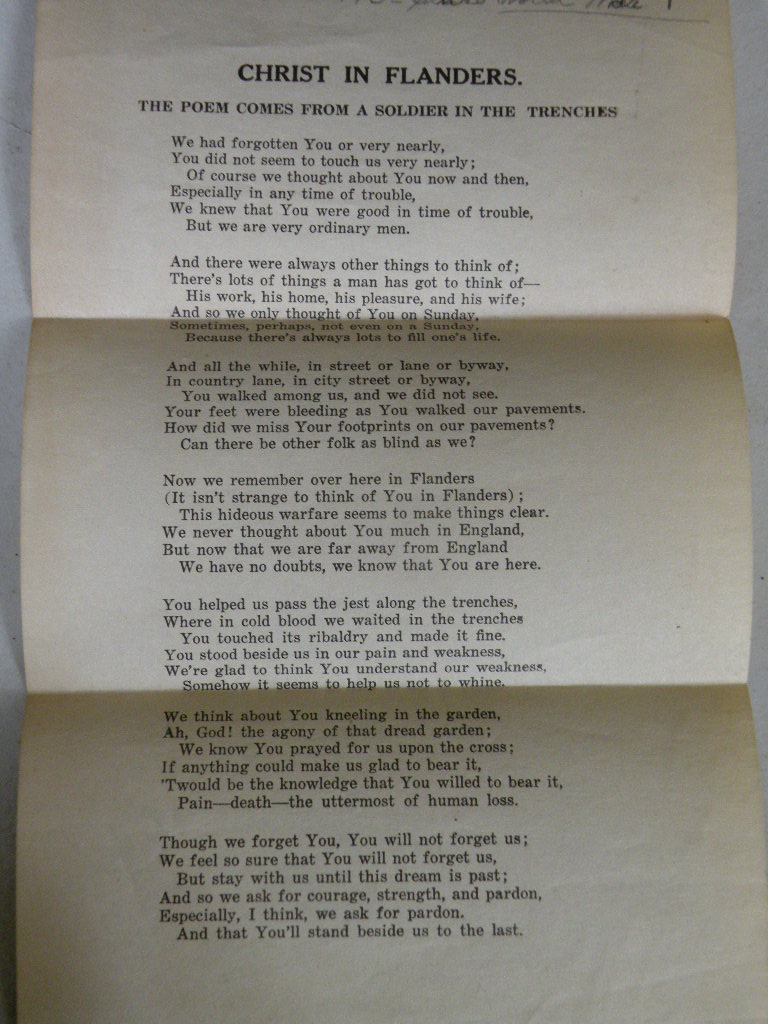 CHRIST IN FLANDERS.
THE POEM COMES FROM A SOLDIER IN THE TRENCHES
We had forgotten You or very nearly,
You did not seem to touch us very nearly;
Of course we thought about You now and then,
Especially in any time of trouble,
We knew that You were good in time of trouble,
But we are very ordinary men.
And there were always other things to think of;
There's lots of things a man has got to think of—
His work, his home, his pleasure, and his wife;
And so we only thought of You on Sunday,
Sometimes, perhaps, not even on a Sunday,
Because there's always lots to fill one's life.
And all the while, in street or lane or byway,
In country lane, in city street or byway,
You walked among us, and we did not see.
Your feet were bleeding as You walked our pavements.
How did we miss Your footprints on our pavements?
Can there be other folk as blind as we?
Now we remember over here in Flanders
(It isn't strange to think of You in Flanders);
This hideous warfare seems to make things clear.
We never thought about You much in England,
But now that we are far away from England
We have no doubts, we know that You are here.
You helped us pass the jest along the trenches,
Where in cold blood we waited in the trenches
You touched its ribaldry and made it fine.
You stood beside us in our pain and weakness,
We're glad to think You understand our weakness,
Somehow it seems to help us not to whine.
We think about You kneeling in the garden,
Ah, God! the agony of that dread garden;
We know You prayed for us upon the cross;
If anything could make us glad to bear it,
'Twould be the knowledge that You willed to bear it,
Pain—death—the uttermost of human loss.
Though we forget You, You will not forget us;
We feel so sure that You will not forget us,
But stay with us until this dream is past;
And so we ask for courage, strength, and pardon,
Especially, I think, we ask for pardon.
And that You'll stand beside us to the last.